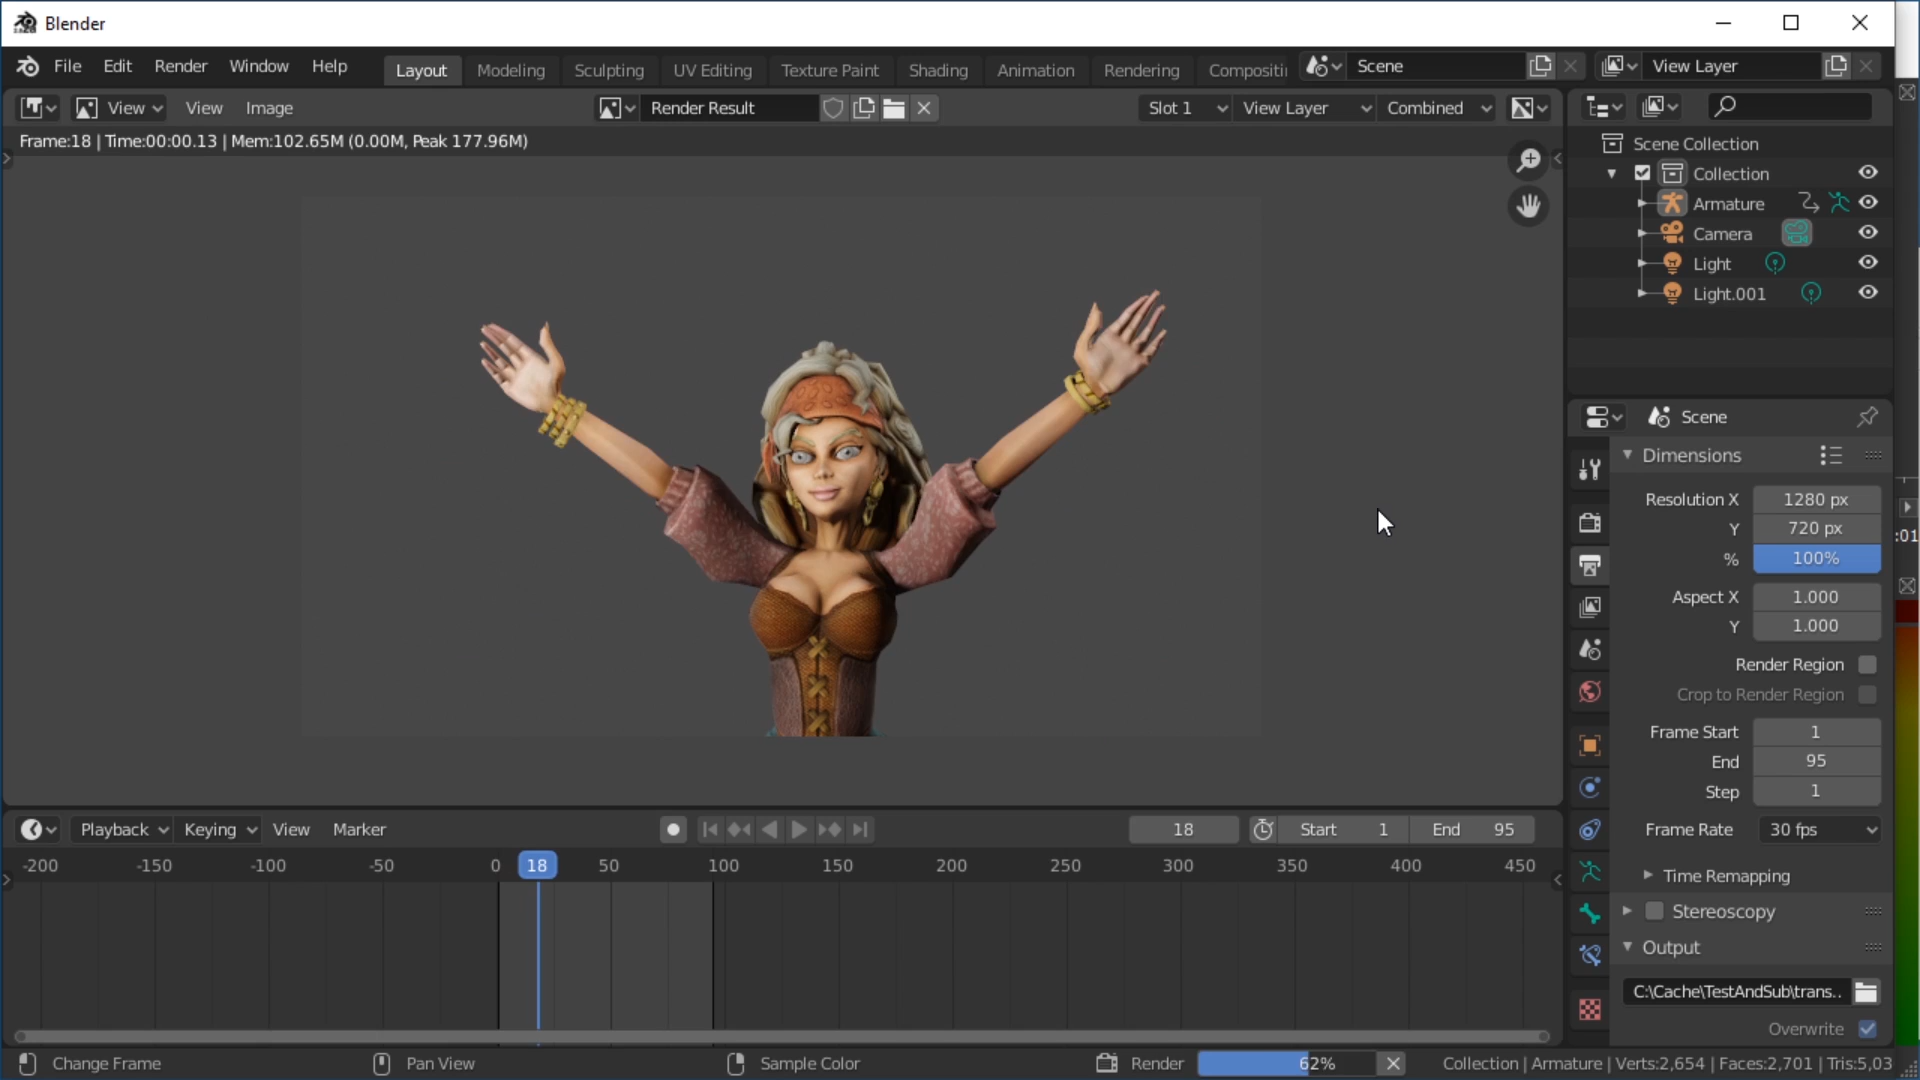 Blender
File Edit Render Window Help Layout Modeling Sculpting UV Editing Texture Paint Shading Animation Rendering Compositi Scene View Layer
View View Image Render Result Slot 1 View Layer Combined
Frame:18 | Time:00:00.13 | Mem:102.65M (0.00M, Peak 177.96M)
Scene Collection
Collection
Armature
Camera
Light
Light.001
Scene
Dimensions
Resolution X 1280 px
Y 720 px
% 100%
:01
Aspect X 1.000
Y 1.000
Render Region
Crop to Render Region
Frame Start 1
End 95
Step 1
Frame Rate 30 fps
Time Remapping
Stereoscopy
Output
C:\Cache\TestAndSub\trans..
Overwrite
Playback Keying View Marker 18 Start 1 End 95
-200 -150 -100 -50 0 18 50 100 150 200 250 300 350 400 450
Change Frame Pan View Sample Color Render 62% Collection | Armature | Verts:2,654 | Faces:2,701 | Tris:5,03